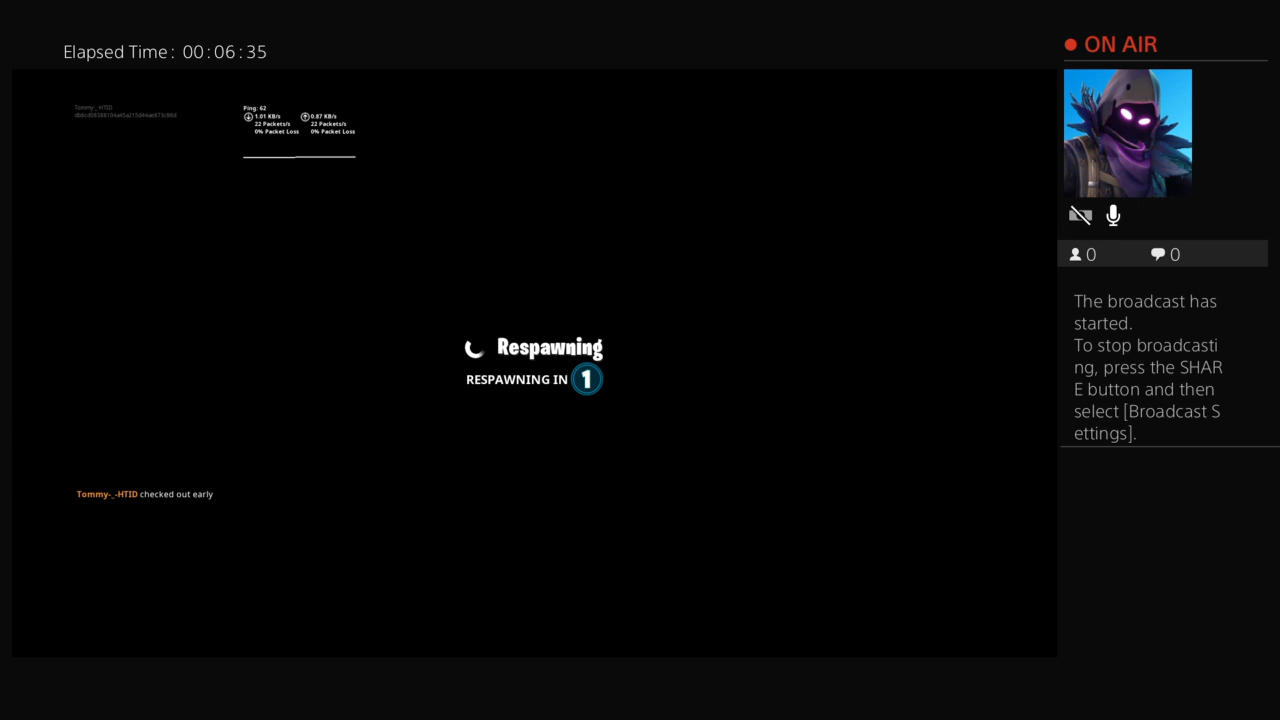 Elapsed Time: 00:06:35
ON AIR
Tommy-_-HTID
Ping: 62
1.01 KB/s 0.87 KB/s
22 Packets/s 22 Packets/s
0% Packet Loss 0% Packet Loss
0 0
The broadcast has
started.
To stop broadcasti
ng, press the SHAR
E button and then
select [Broadcast S
ettings].
Respawning
RESPAWNING IN 1
Tommy-_-HTID checked out early